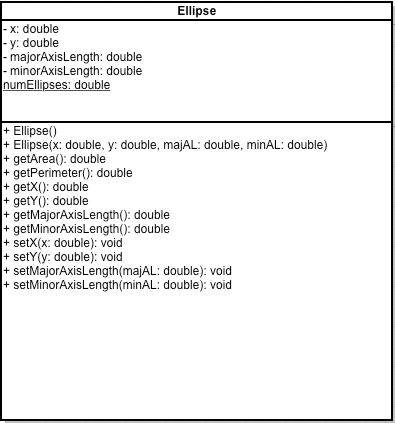 Ellipse
- x: double
- y: double
- majorAxisLength: double
- minorAxisLength: double
numEllipses: double
+ Ellipse()
+ Ellipse(x: double, y: double, majAL: double, minAL: double)
+ getArea(): double
+ getPerimeter(): double
+ getX(): double
+ getY(): double
+ getMajorAxisLength(): double
+ getMinorAxisLength(): double
+ setX(x: double): void
+ setY(y: double): void
+ setMajorAxisLength(majAL: double): void
+ setMinorAxisLength(minAL: double): void